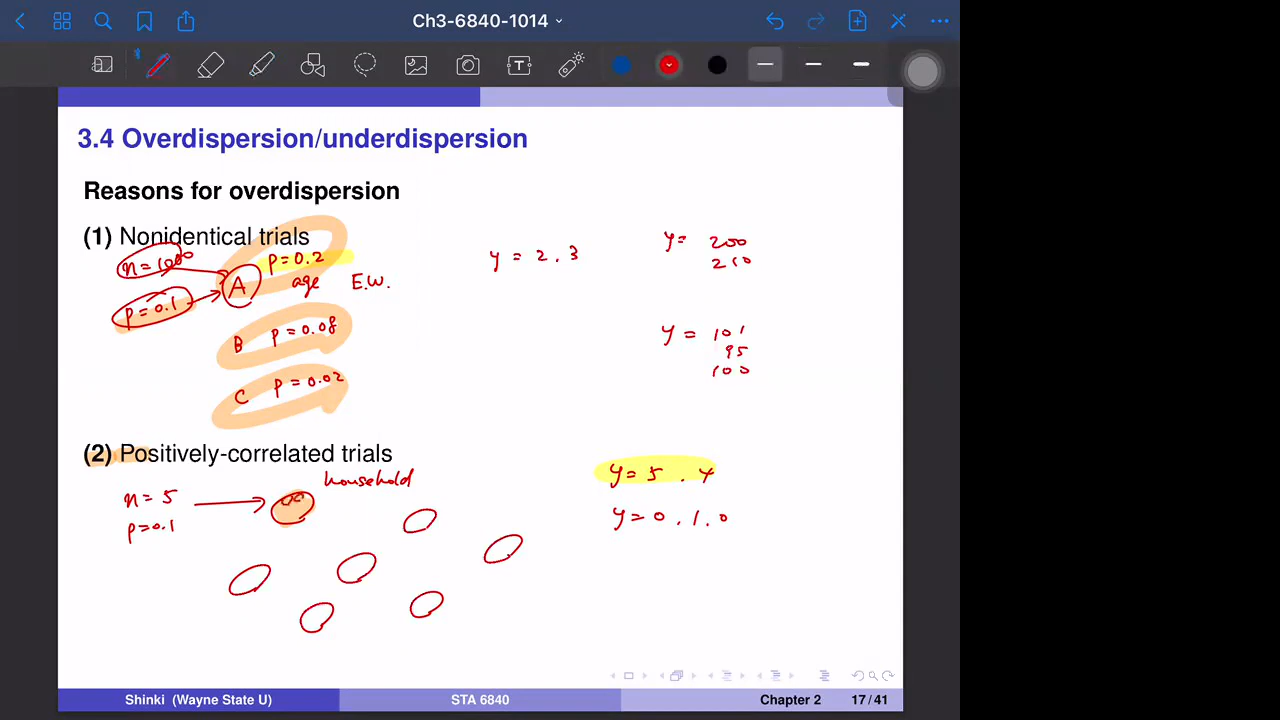 Ch3-6840-1014
3.4 Overdispersion/underdispersion
Reasons for overdispersion
(1) Nonidentical trials
n=1000
p=0.1
A
p=0.2
age E.W.
B p=0.08
C p=0.02
y = 2.3
y= 200
210
y = 101
95
100
(2) Positively-correlated trials
n=5
p=0.1
household
y=5.4
y=0.1.0
Shinki (Wayne State U) STA 6840 Chapter 2 17/41